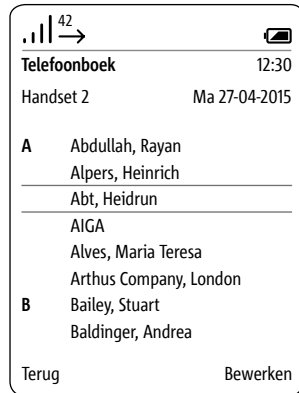 42
Telefoonboek 12:30
Handset 2 Ma 27-04-2015
A Abdullah, Rayan
Alpers, Heinrich
Abt, Heidrun
AIGA
Alves, Maria Teresa
Arthus Company, London
B Bailey, Stuart
Baldinger, Andrea
Terug Bewerken